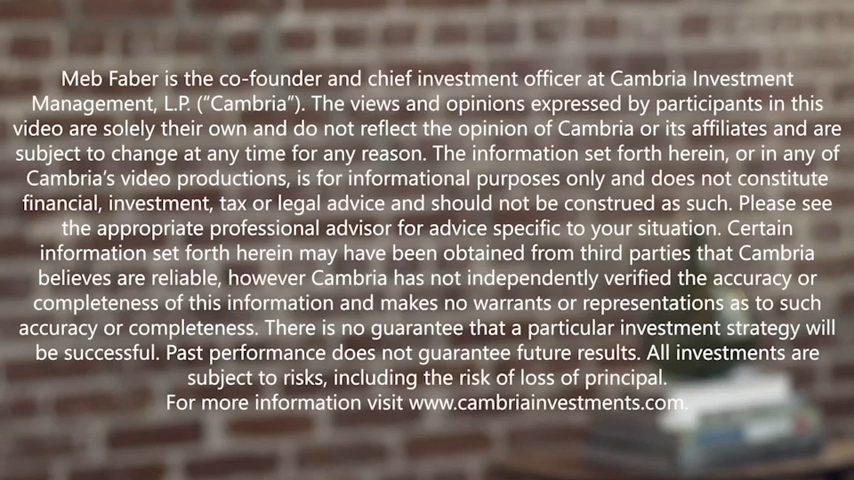 Meb Faber is the co-founder and chief investment officer at Cambria Investment
Management, L.P. (“Cambria”). The views and opinions expressed by participants in this
video are solely their own and do not reflect the opinion of Cambria or its affiliates and are
subject to change at any time for any reason. The information set forth herein, or in any of
Cambria’s video productions, is for informational purposes only and does not constitute
financial, investment, tax or legal advice and should not be construed as such. Please see
the appropriate professional advisor for advice specific to your situation. Certain
information set forth herein may have been obtained from third parties that Cambria
believes are reliable, however Cambria has not independently verified the accuracy or
completeness of this information and makes no warrants or representations as to such
accuracy or completeness. There is no guarantee that a particular investment strategy will
be successful. Past performance does not guarantee future results. All investments are
subject to risks, including the risk of loss of principal.
For more information visit www.cambriainvestments.com.